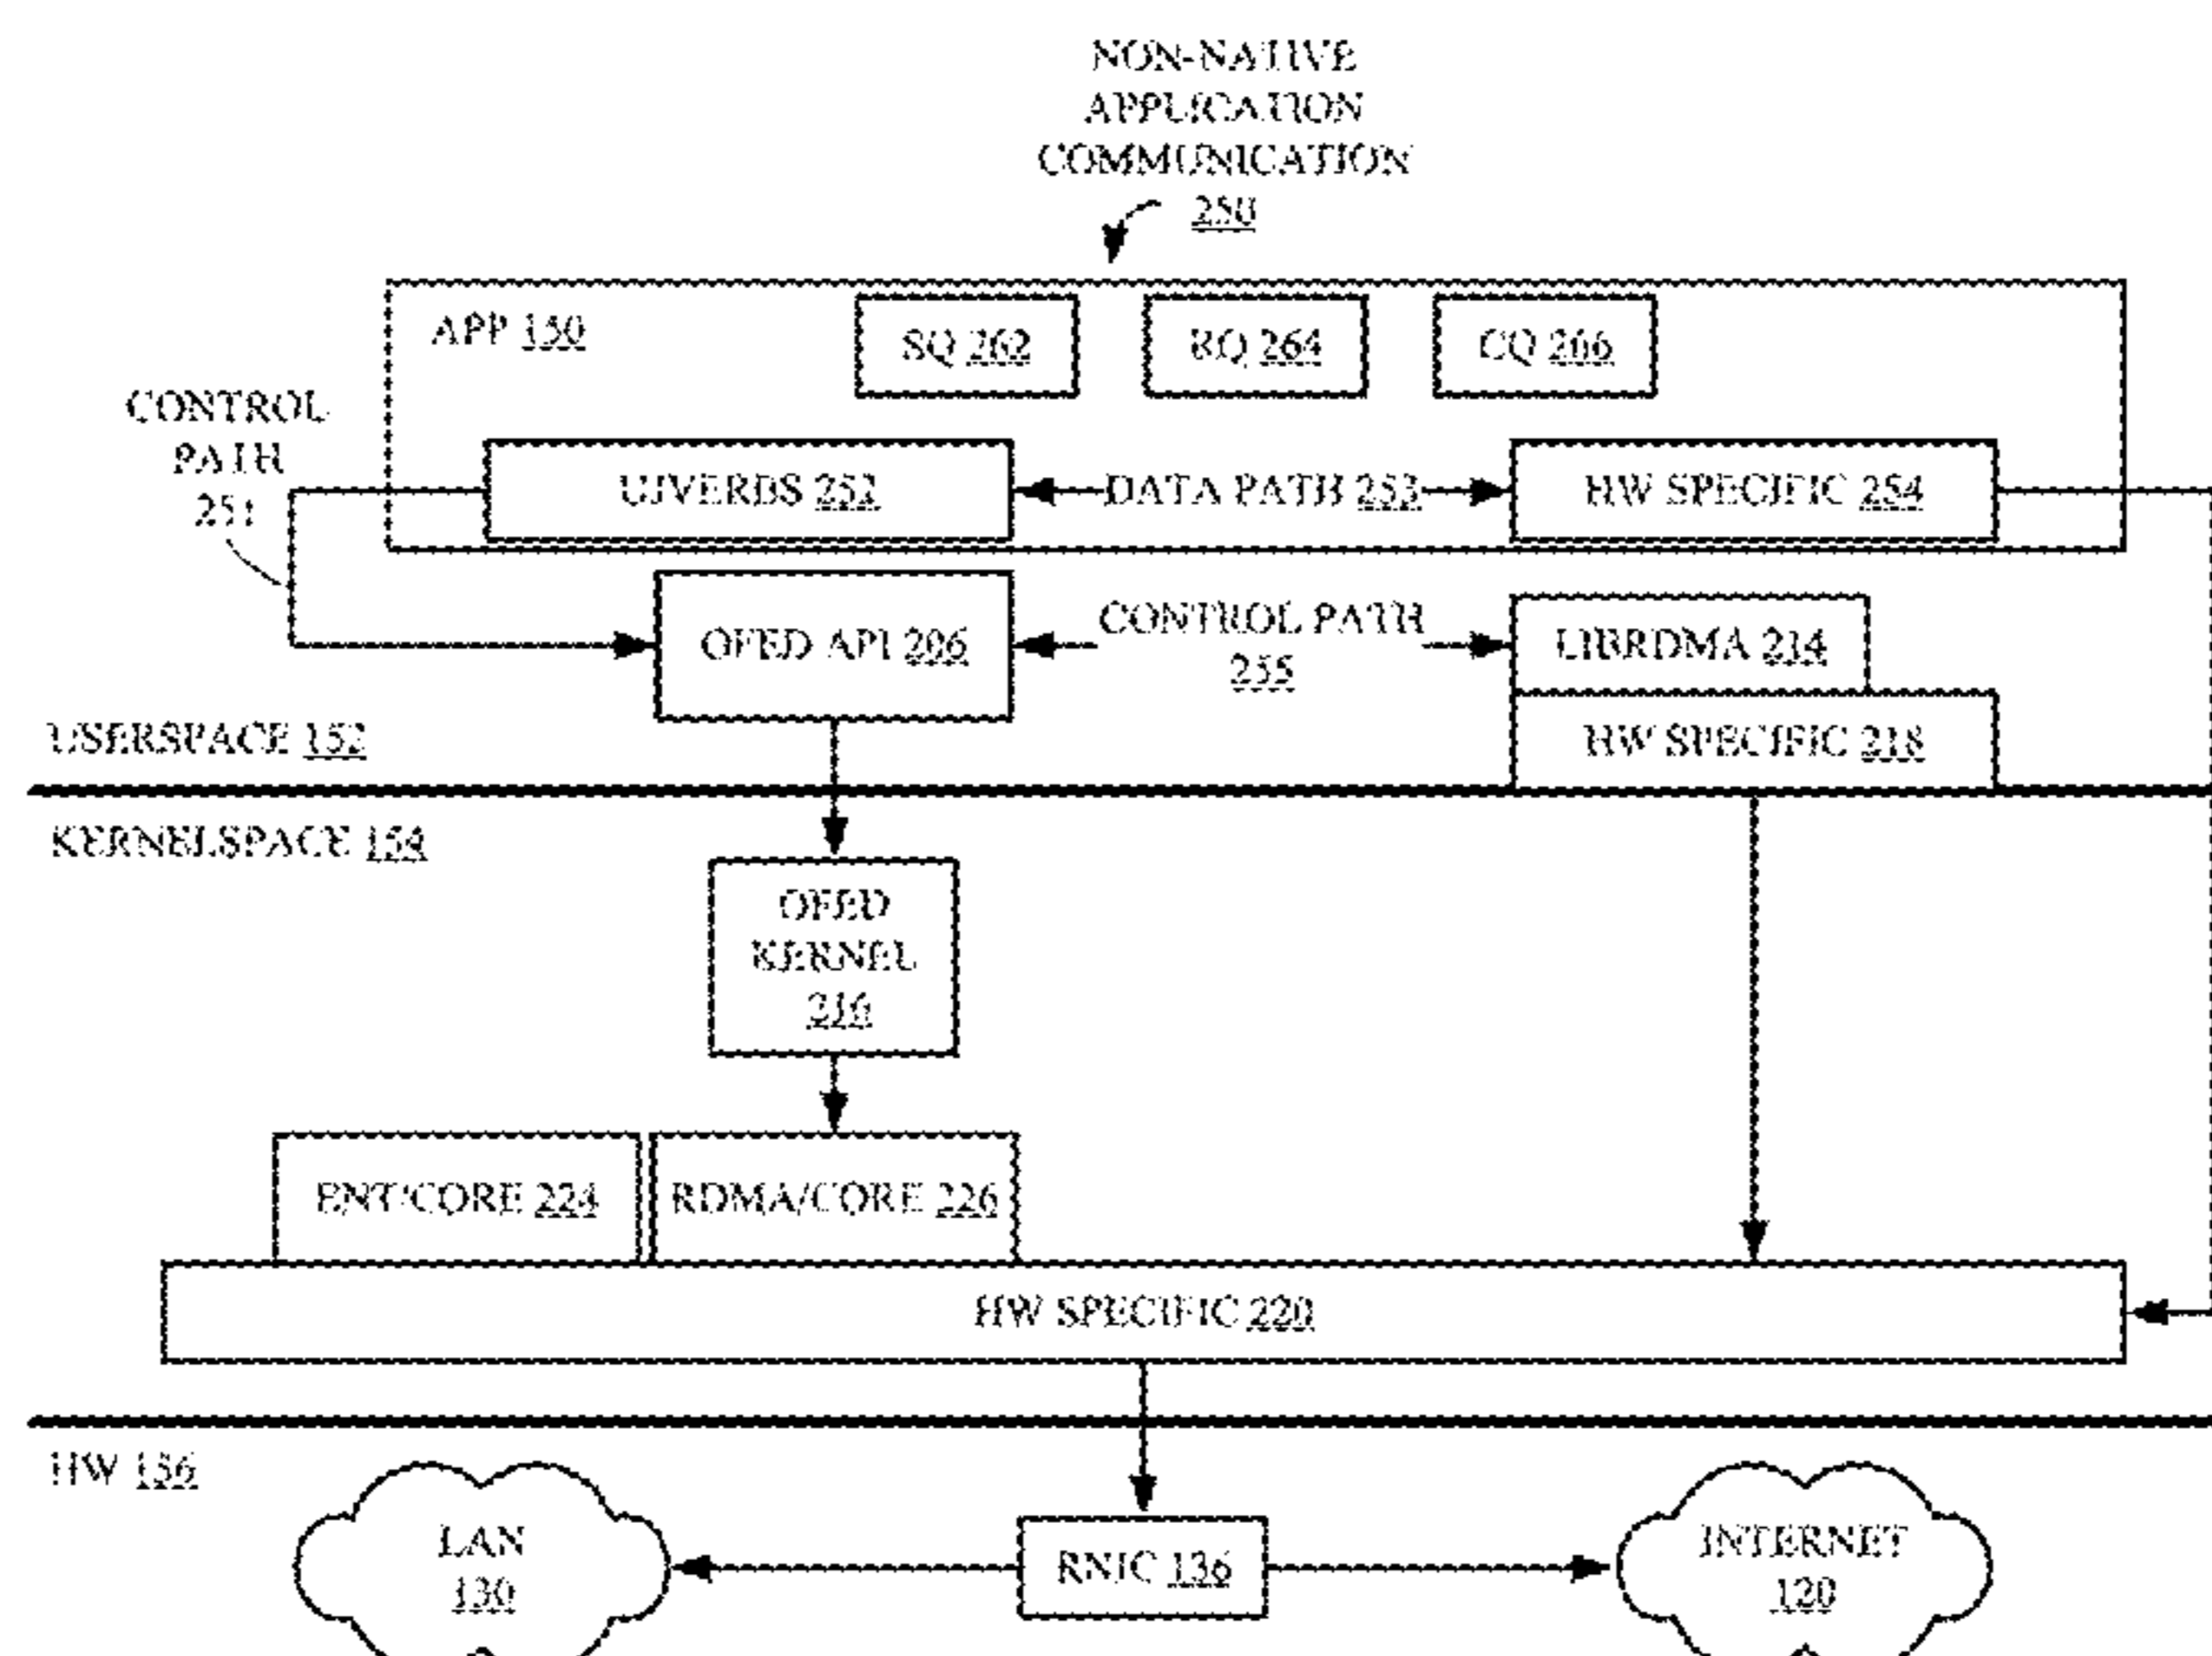 NON-NATIVE
APPLICATION
COMMUNICATION
250
APP 150
SQ 262
RQ 264
CQ 266
CONTROL
PATH
251
UJVERBS 252
DATA PATH 253
HW SPECIFIC 254
OFED API 206
CONTROL PATH
255
LIBRDMA 214
HW SPECIFIC 218
USERSPACE 152
KERNELSPACE 154
OFED
KERNEL
216
ENT/CORE 224
RDMA/CORE 226
HW SPECIFIC 220
HW 156
LAN
130
RNIC 136
INTERNET
120